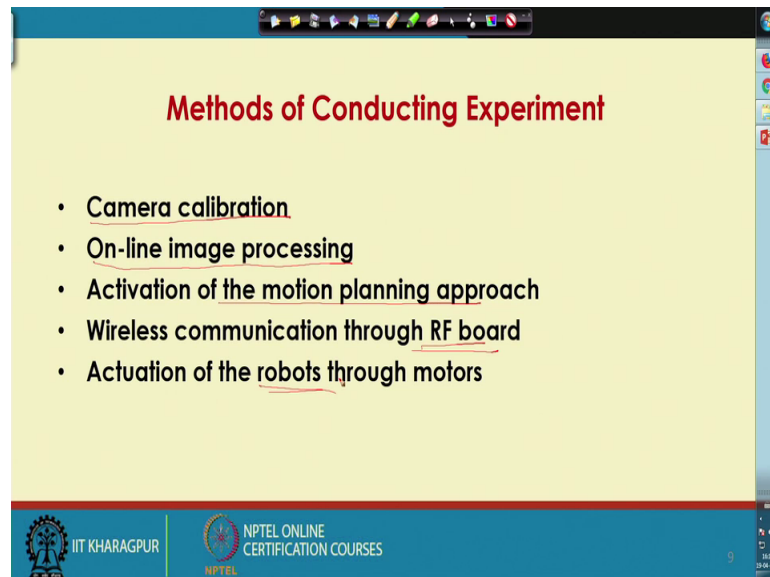 Methods of Conducting Experiment
• Camera calibration
• On-line image processing
• Activation of the motion planning approach
• Wireless communication through RF board
• Actuation of the robots through motors
IIT KHARAGPUR
NPTEL
NPTEL ONLINE
CERTIFICATION COURSES
9